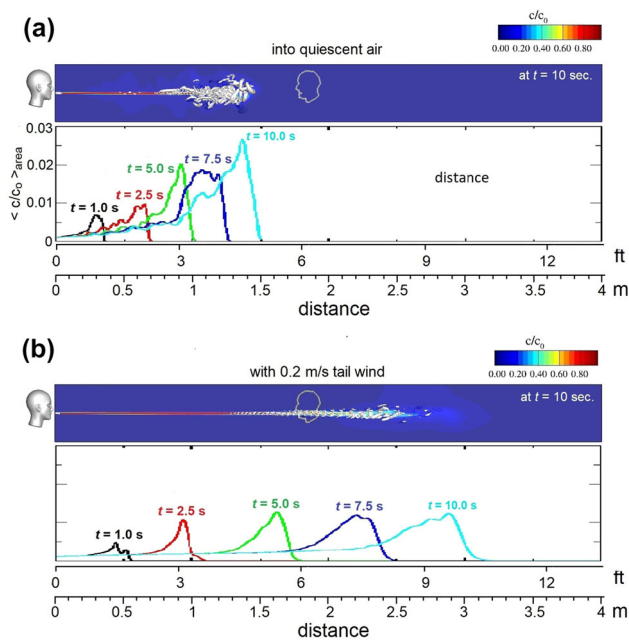 (a)
into quiescent air
c/c₀
0.00 0.20 0.40 0.60 0.80
at t = 10 sec.
< c/c₀ >area
0.03
0.02
0.01
0
t = 1.0 s
t = 2.5 s
t = 5.0 s
t = 7.5 s
t = 10.0 s
distance
0 3 6 9 12 ft
0 0.5 1 1.5 2 2.5 3 3.5 4 m
distance
(b)
with 0.2 m/s tail wind
c/c₀
0.00 0.20 0.40 0.60 0.80
at t = 10 sec.
t = 1.0 s
t = 2.5 s
t = 5.0 s
t = 7.5 s
t = 10.0 s
0 3 6 9 12 ft
0 0.5 1 1.5 2 2.5 3 3.5 4 m
distance